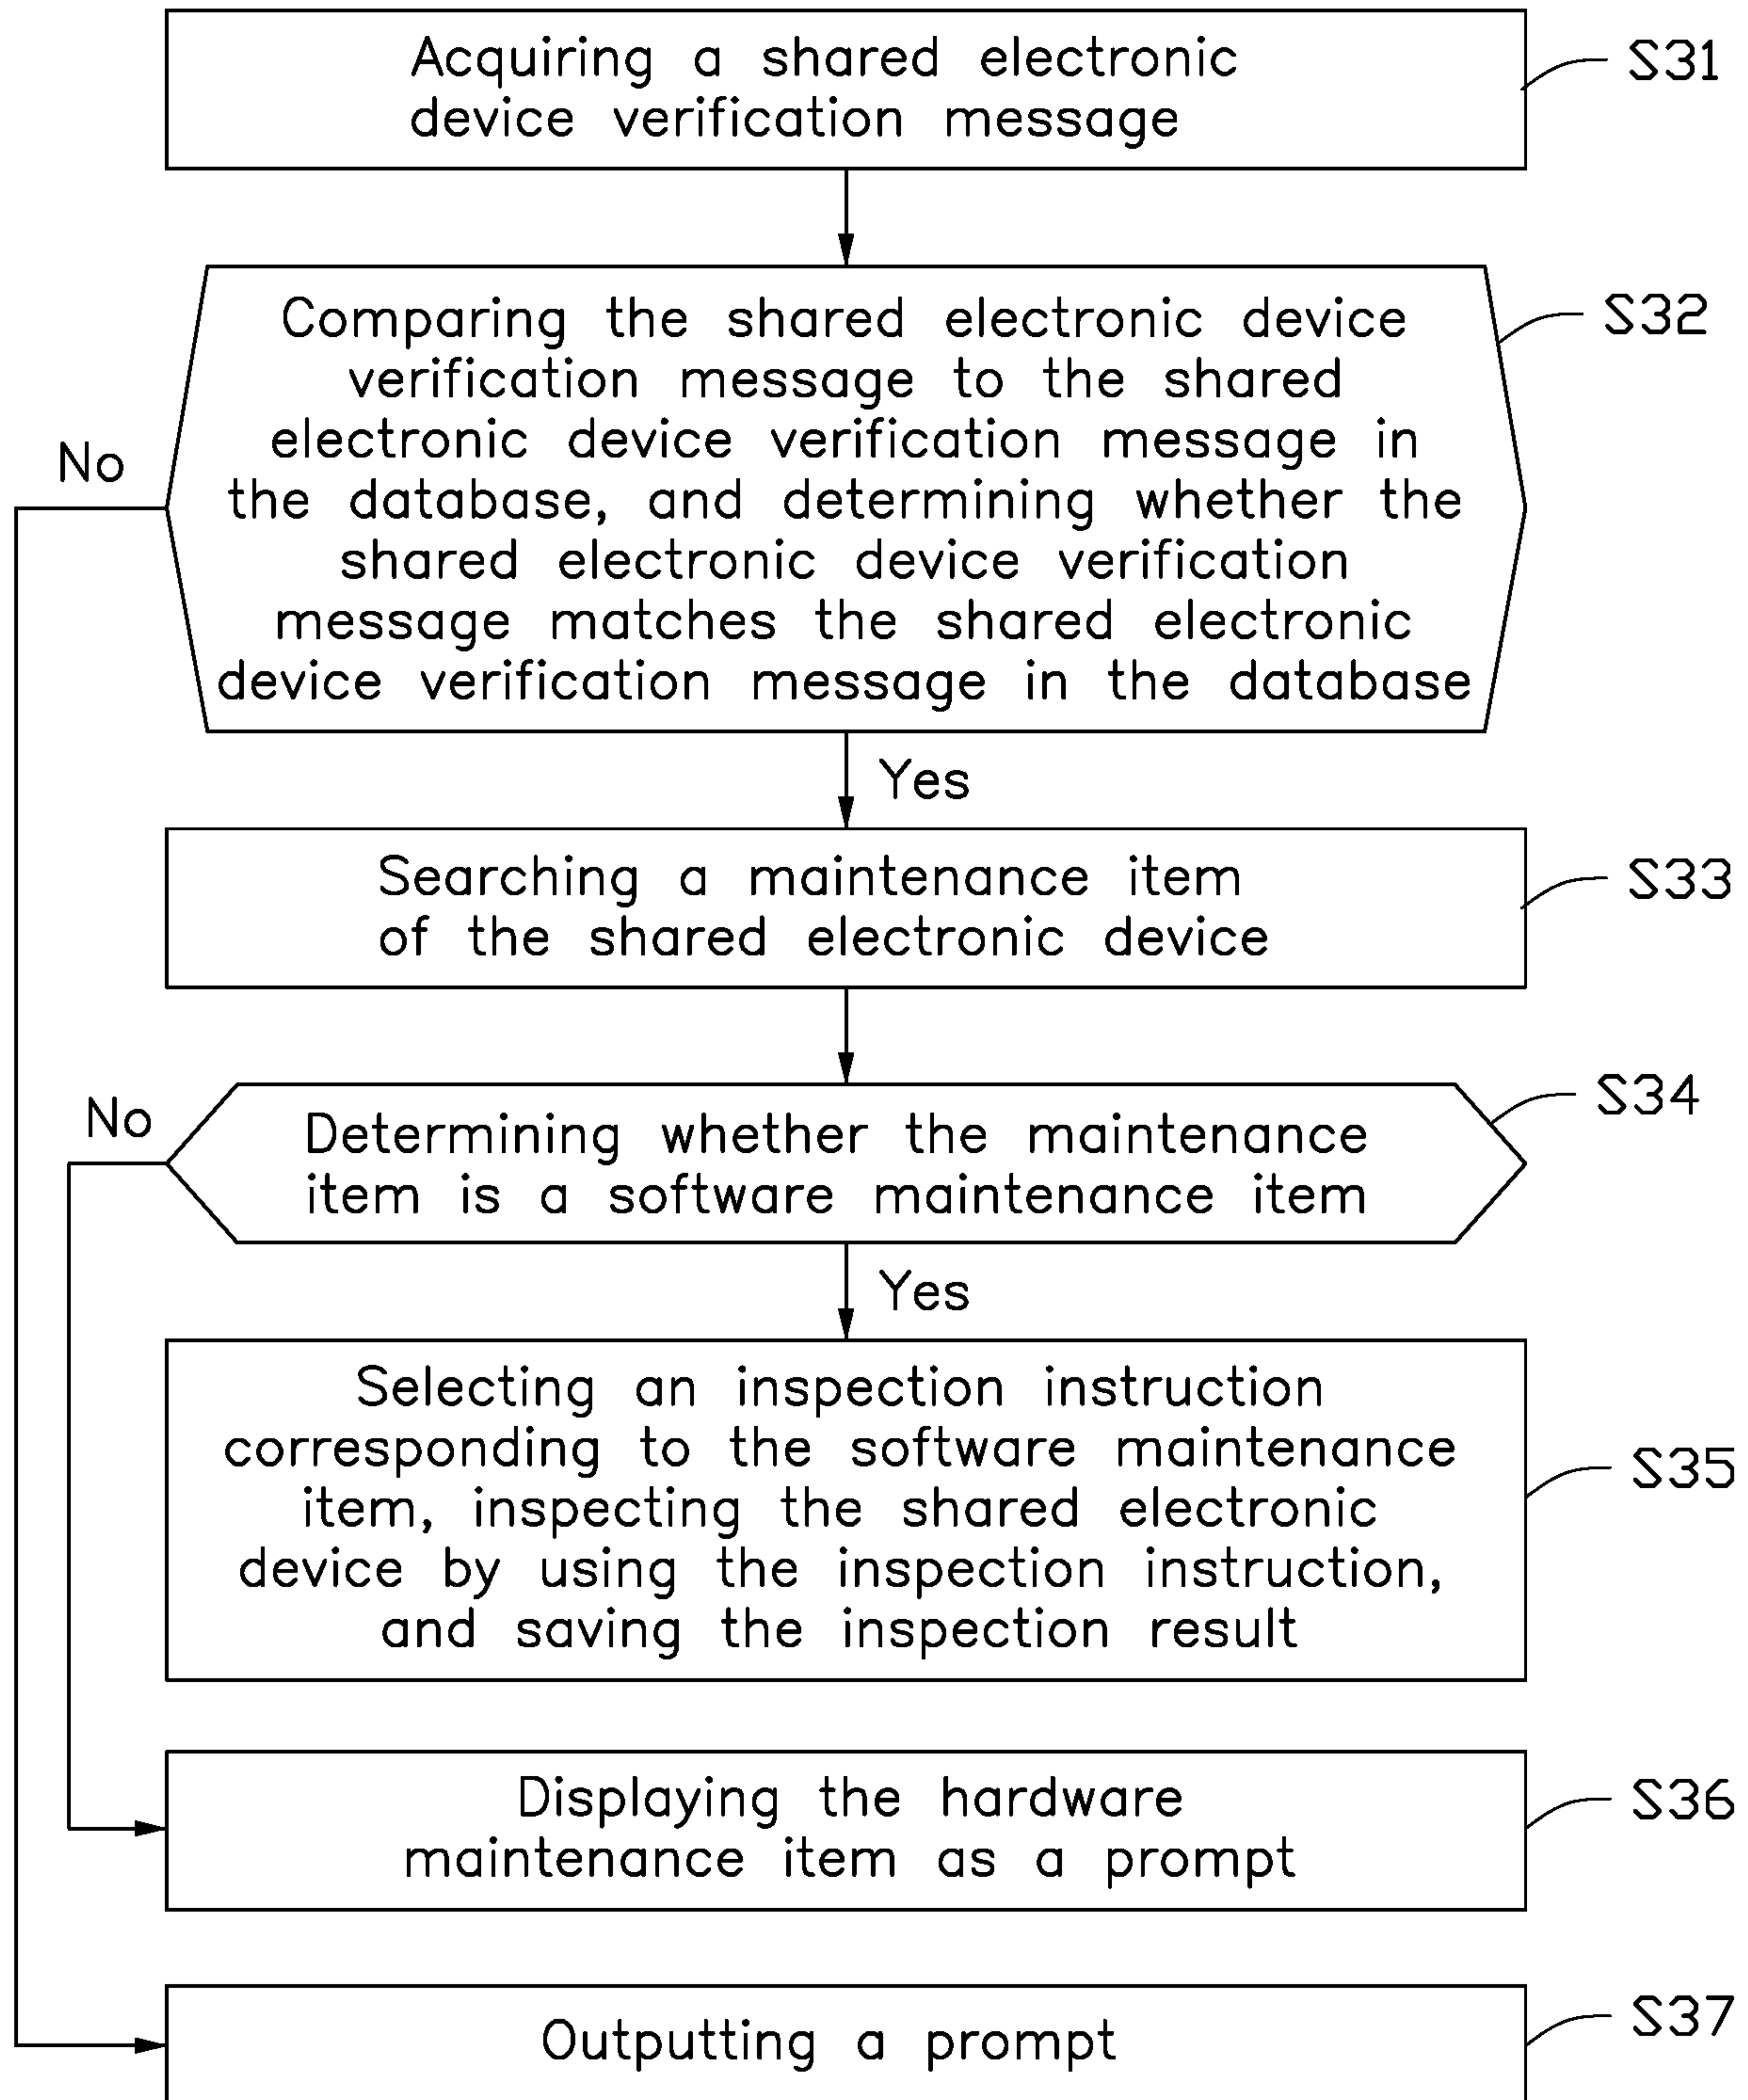 Acquiring a shared electronic
device verification message
S31
Comparing the shared electronic device
verification message to the shared
electronic device verification message in
the database, and determining whether the
shared electronic device verification
message matches the shared electronic
device verification message in the database
S32
No
Yes
Searching a maintenance item
of the shared electronic device
S33
Determining whether the maintenance
item is a software maintenance item
S34
No
Yes
Selecting an inspection instruction
corresponding to the software maintenance
item, inspecting the shared electronic
device by using the inspection instruction,
and saving the inspection result
S35
Displaying the hardware
maintenance item as a prompt
S36
Outputting a prompt
S37